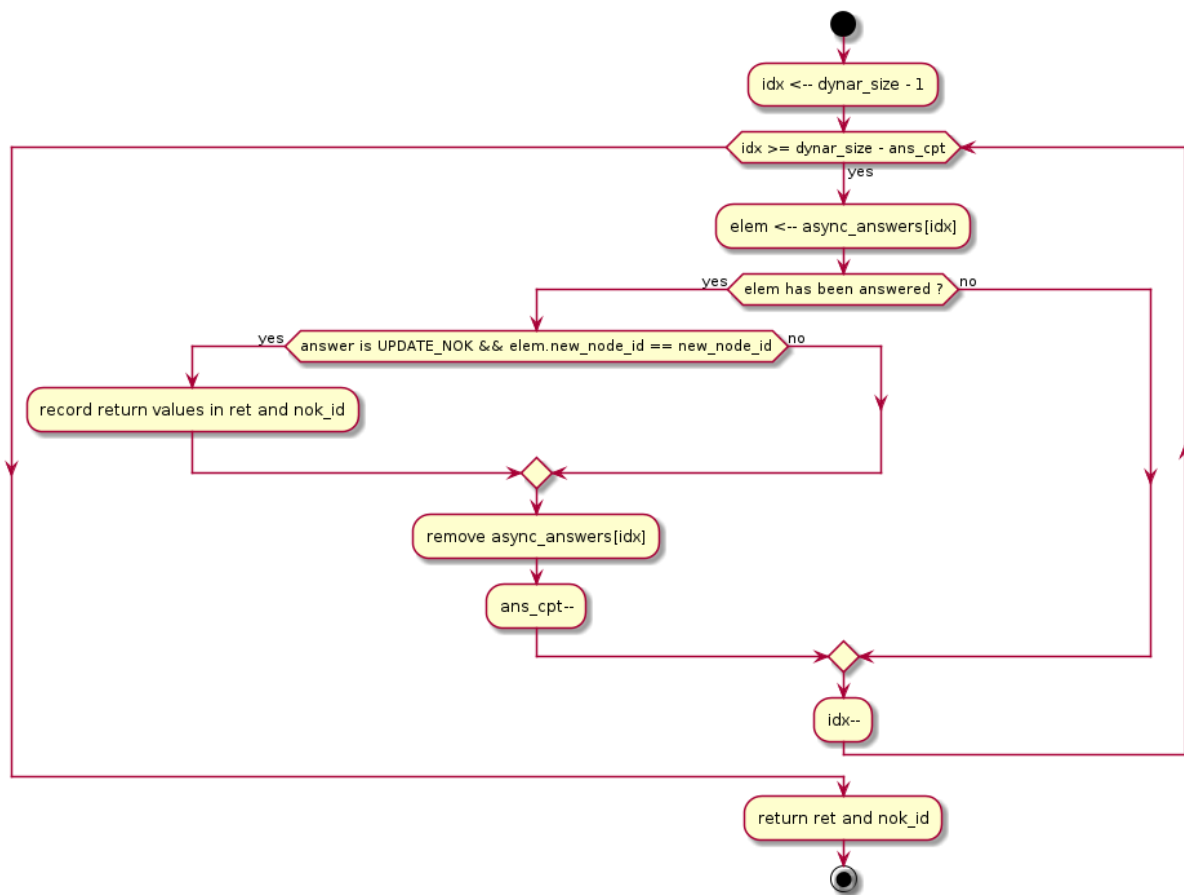 idx <-- dynar_size - 1
idx >= dynar_size - ans_cpt
yes
elem <-- async_answers[idx]
yes
elem has been answered ?
no
yes
answer is UPDATE_NOK && elem.new_node_id == new_node_id
no
record return values in ret and nok_id
remove async_answers[idx]
ans_cpt--
idx--
return ret and nok_id